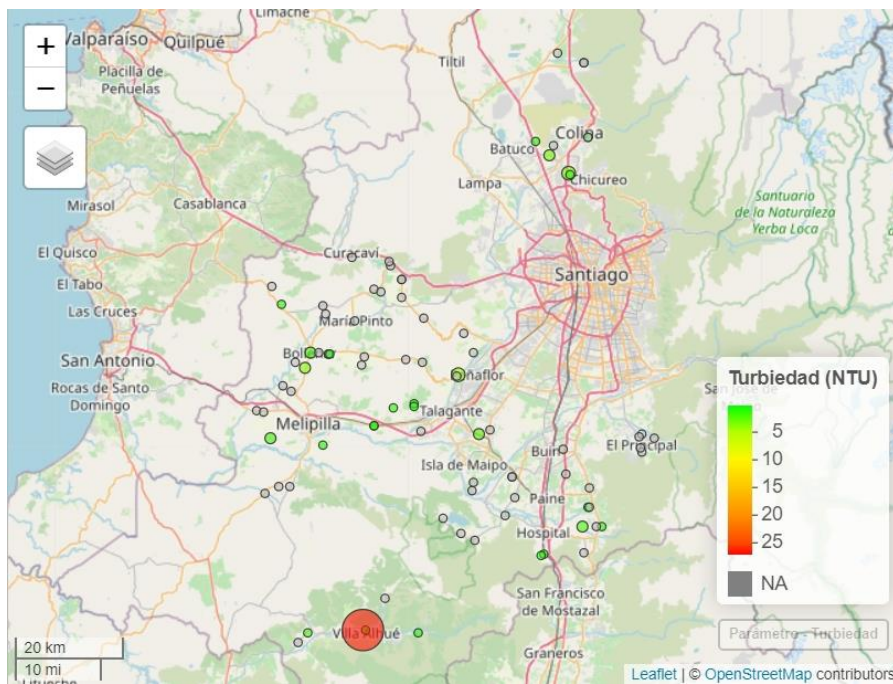 Limache
Valparaíso
Quilpué
Placilla de
Peñuelas
Tiltil
Colina
Batuco
Lampa
Chicureo
Mirasol
Casablanca
Santuario
de la Naturaleza
Yerba Loca
El Quisco
El Tabo
Curacaví
Santiago
Las Cruces
María Pinto
San Antonio
Rocas de Santo
Domingo
Talagante
Melipilla
Isla de Maipo
Buin
El Principal
Paine
Hospital
San Francisco
de Mostazal
Villa Alhué
Graneros
+
−
Turbiedad (NTU)
5
10
15
20
25
NA
Parámetro - Turbiedad
20 km
10 mi
Leaflet | © OpenStreetMap contributors